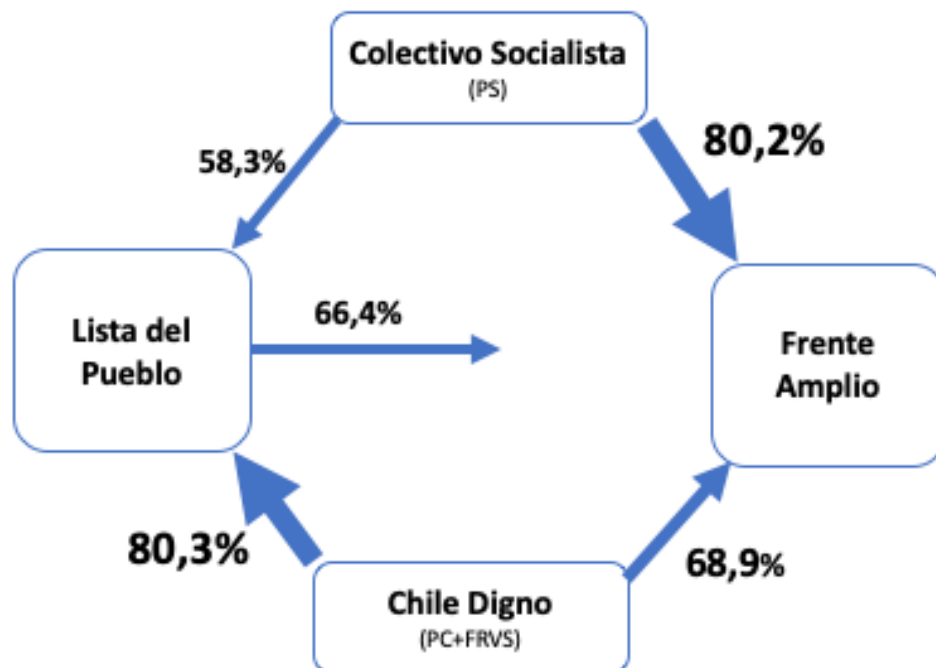 Colectivo Socialista
(PS)
58,3%
80,2%
Lista del
Pueblo
66,4%
Frente
Amplio
80,3%
68,9%
Chile Digno
(PC+FRVS)